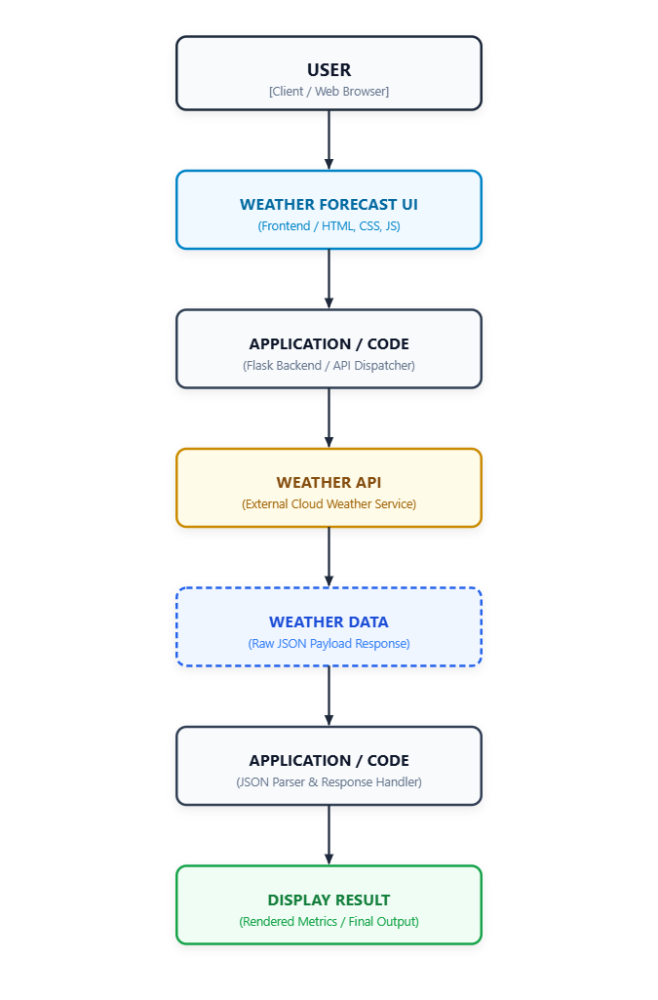 USER
[Client / Web Browser]
WEATHER FORECAST UI
(Frontend / HTML, CSS, JS)
APPLICATION / CODE
(Flask Backend / API Dispatcher)
WEATHER API
(External Cloud Weather Service)
WEATHER DATA
(Raw JSON Payload Response)
APPLICATION / CODE
(JSON Parser & Response Handler)
DISPLAY RESULT
(Rendered Metrics / Final Output)